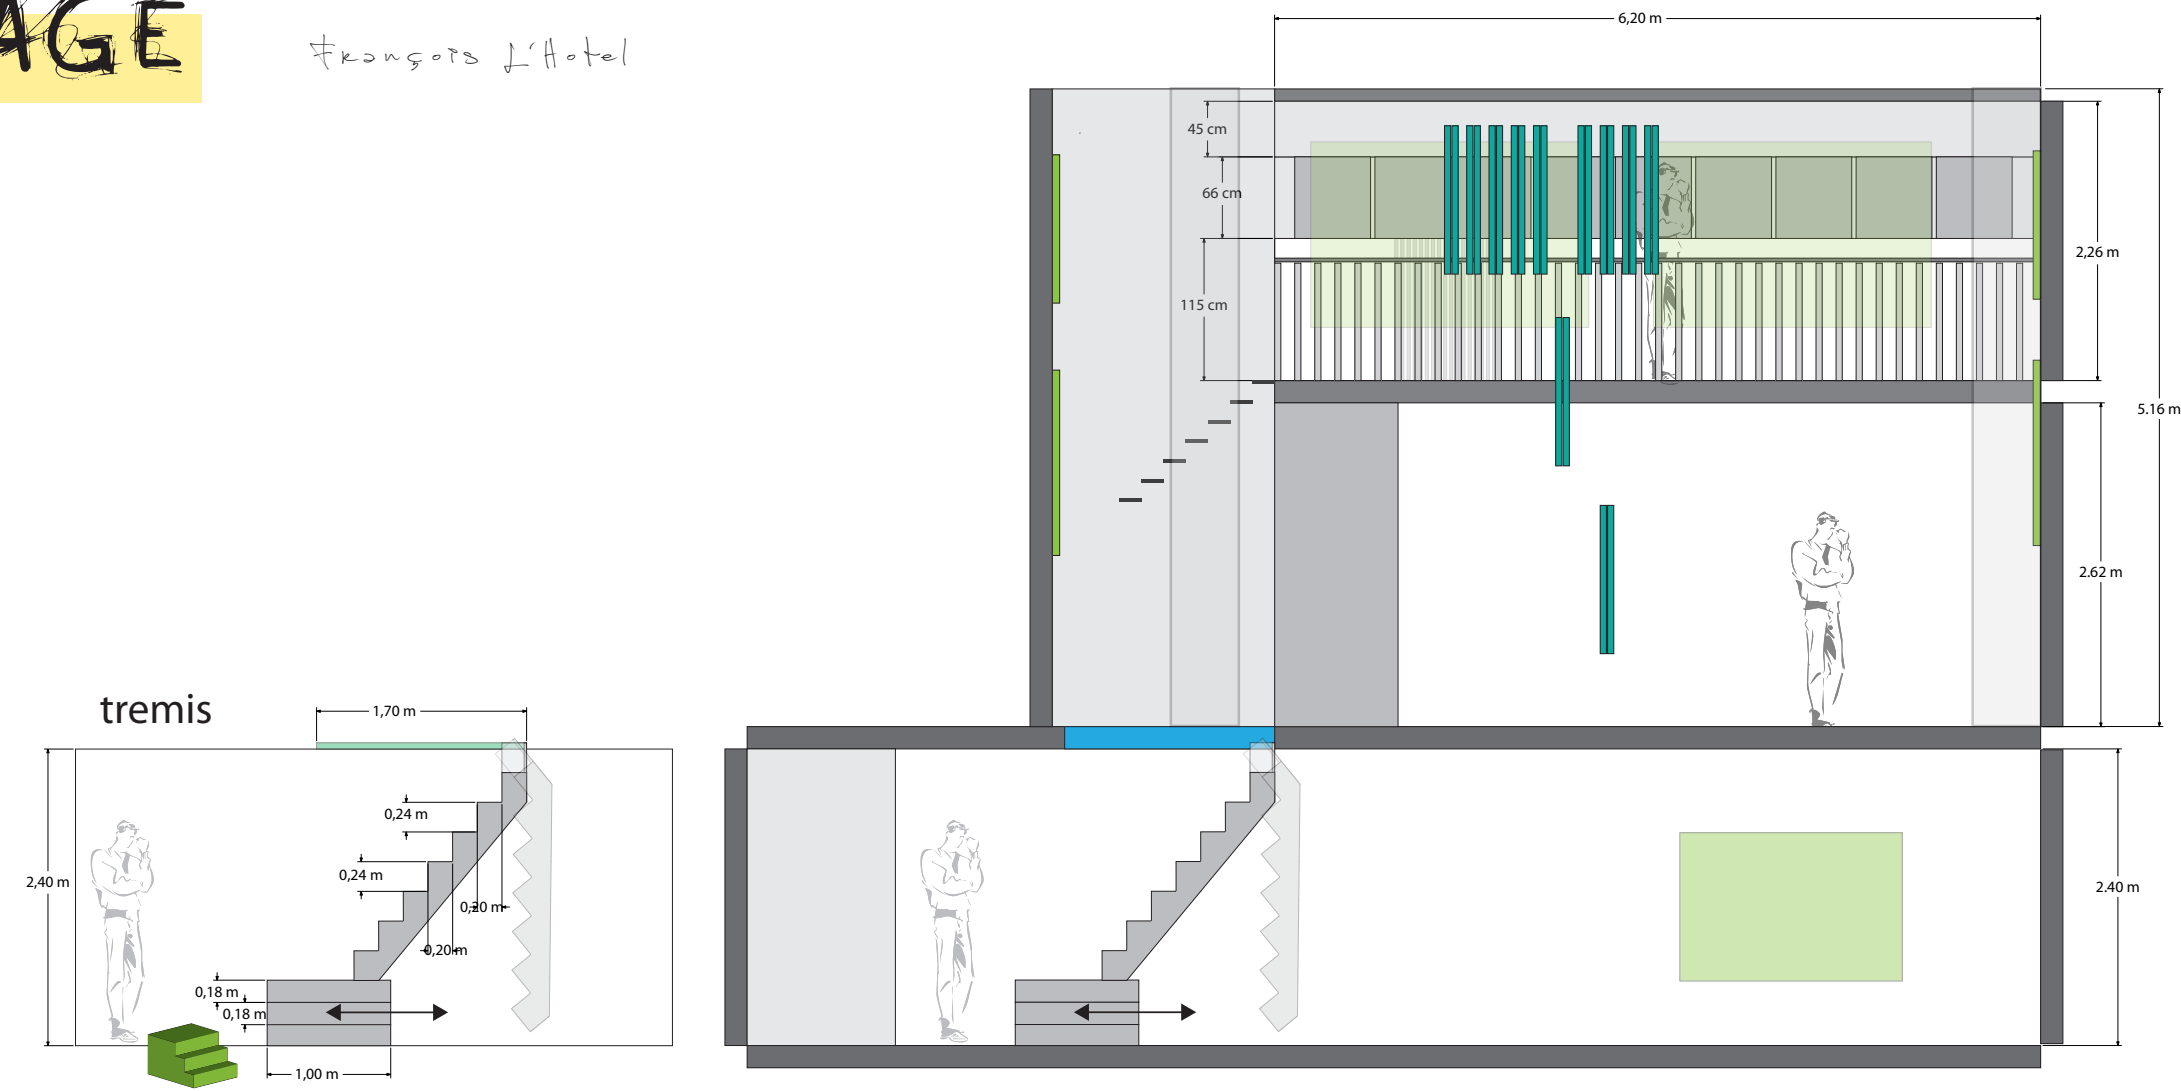 AGE
François L'Hotel
6,20 m
45 cm
66 cm
115 cm
2,26 m
5.16 m
2.62 m
tremis
1,70 m
0,24 m
0,24 m
2,40 m
0,20 m
0,20 m
0,18 m
0,18 m
1,00 m
2.40 m